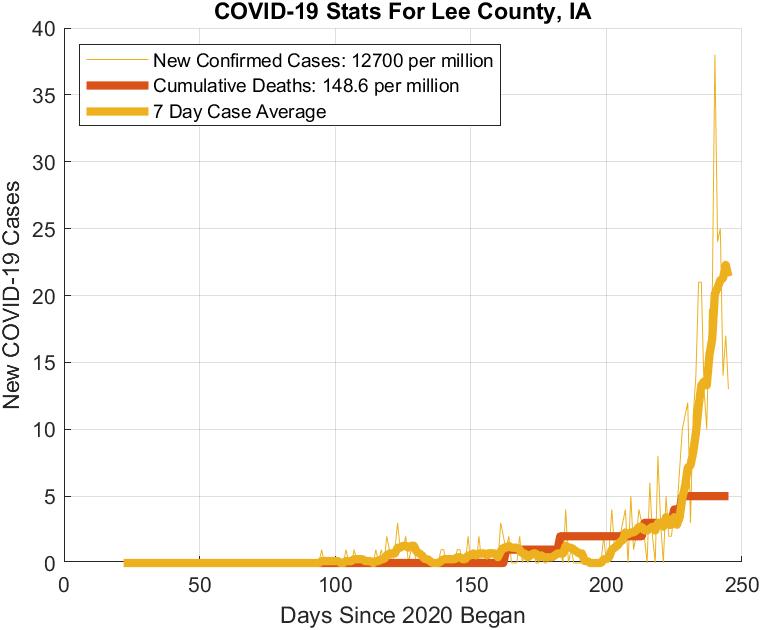 COVID-19 Stats For Lee County, IA
New Confirmed Cases: 12700 per million
Cumulative Deaths: 148.6 per million
7 Day Case Average
New COVID-19 Cases
40
35
30
25
20
15
10
5
0
0 50 100 150 200 250
Days Since 2020 Began